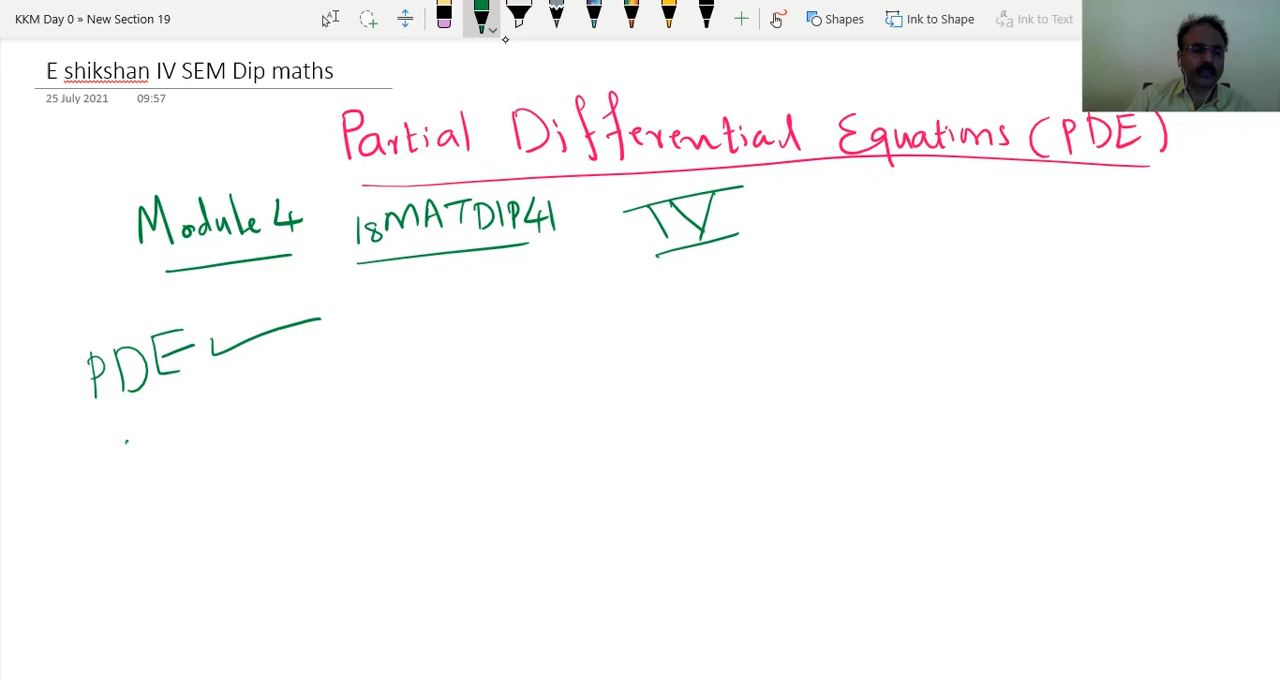 KKM Day 0 » New Section 19
Shapes
Ink to Shape
Ink to Text
E shikshan IV SEM Dip maths
25 July 2021 09:57
Partial Differential Equations (PDE)
Module 4 18MATDIP41 IV
PDE